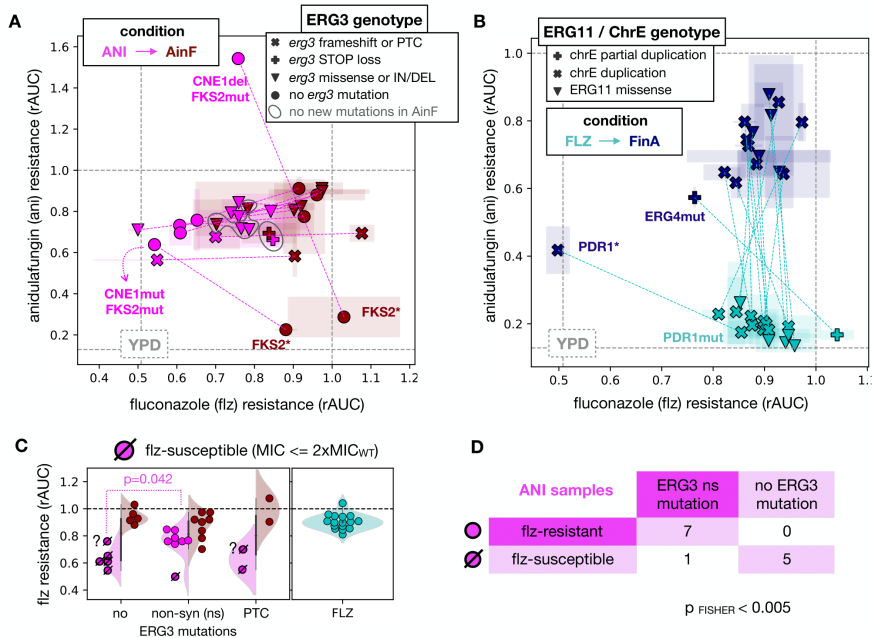 A)
condition
ANI → AinF
ERG3 genotype
erg3 frameshift or PTC
erg3 STOP loss
erg3 missense or IN/DEL
no erg3 mutation
no new mutations in AinF
CNE1del
FKS2mut
CNE1mut
FKS2mut
FKS2*
FKS2*
YPD
1.6
1.4
1.2
1.0
0.8
0.6
0.4
0.2
anidulafungin (ani) resistance (rAUC)
0.4 0.5 0.6 0.7 0.8 0.9 1.0 1.1 1.2
fluconazole (flz) resistance (rAUC)
B)
ERG11 / ChrE genotype
chrE partial duplication
chrE duplication
ERG11 missense
condition
FLZ → FinA
ERG4mut
PDR1*
PDR1mut
YPD
1.0
0.8
0.6
0.4
0.2
anidulafungin (ani) resistance (rAUC)
0.5 0.6 0.7 0.8 0.9 1.0 1.1
fluconazole (flz) resistance (rAUC)
C
flz-susceptible (MIC <= 2xMICWT)
p=0.042
?
?
1.2
1.0
0.8
0.6
0.4
flz resistance (rAUC)
no non-syn (ns) PTC FLZ
ERG3 mutations
D
ANI samples
ERG3 ns
mutation
no ERG3
mutation
flz-resistant 7 0
flz-susceptible 1 5
p FISHER < 0.005